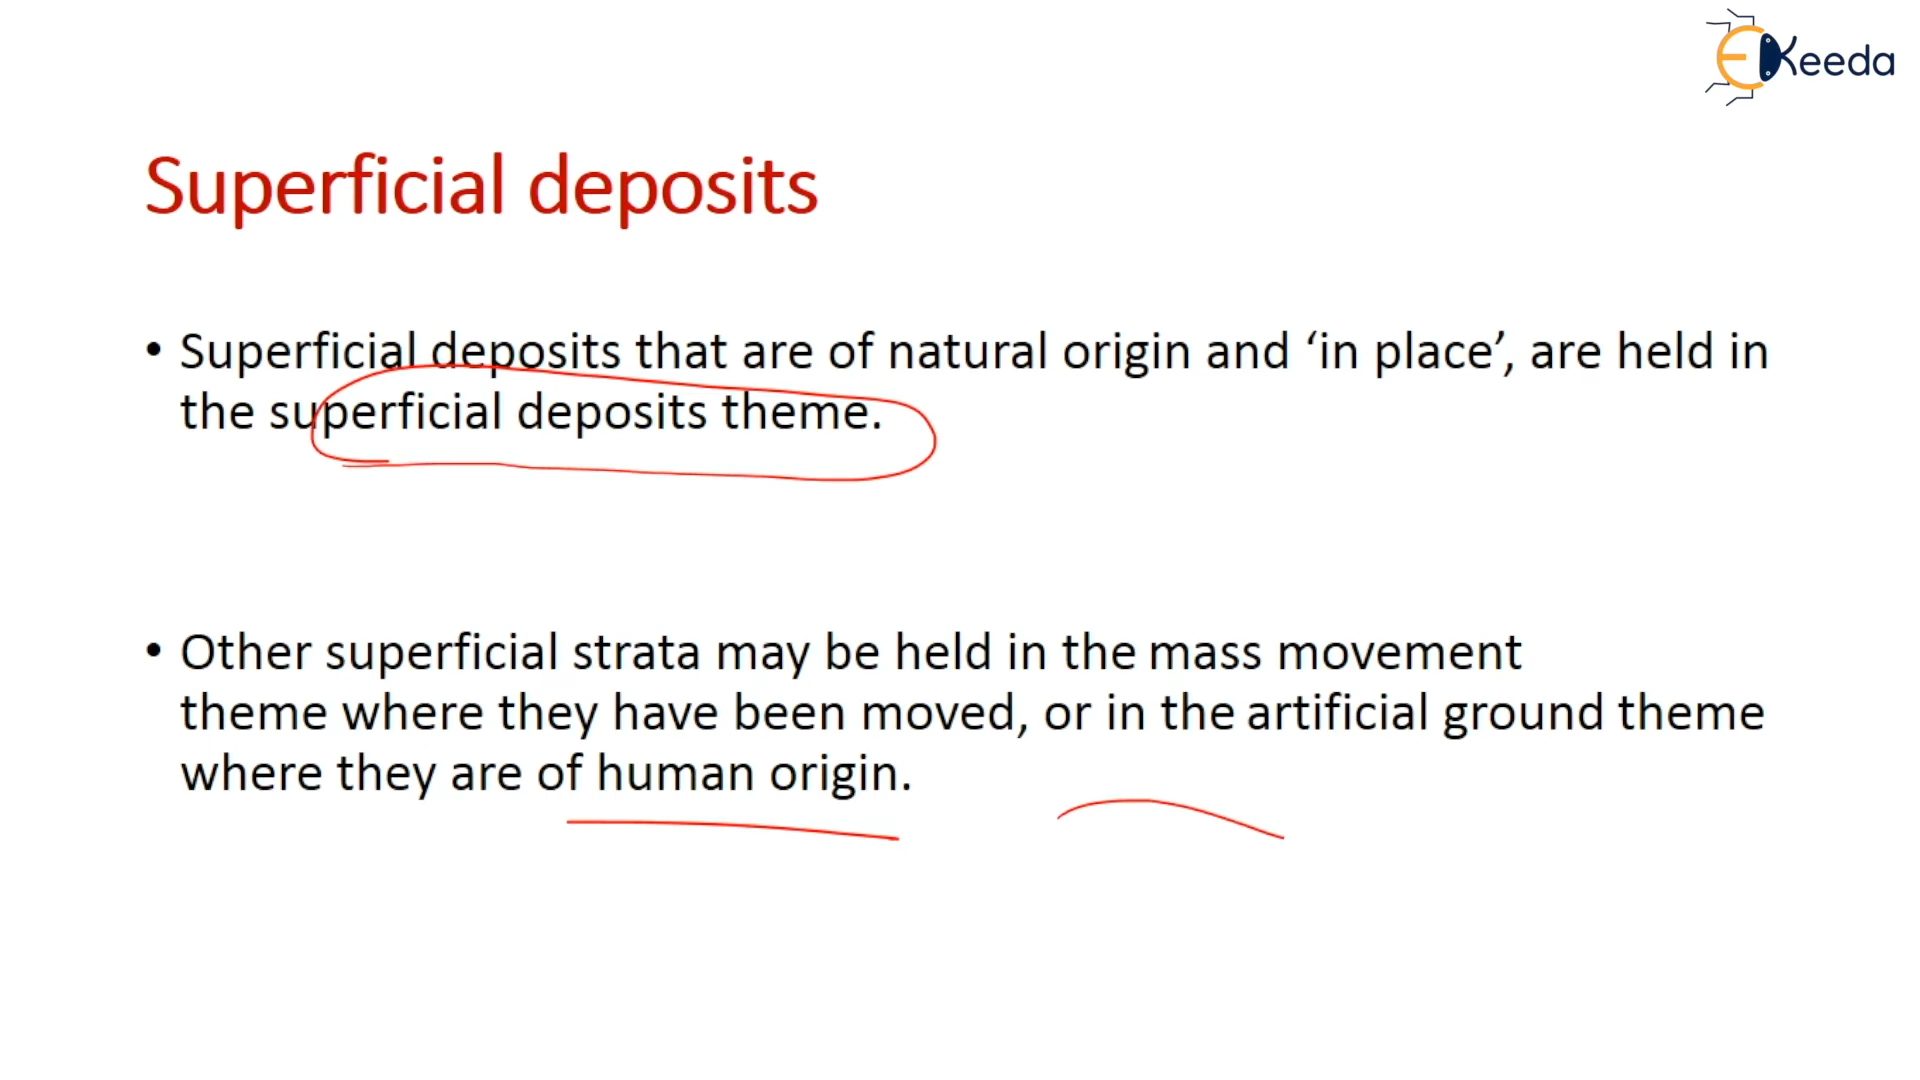 EKeeda
Superficial deposits
• Superficial deposits that are of natural origin and ‘in place’, are held in
the superficial deposits theme.
• Other superficial strata may be held in the mass movement
theme where they have been moved, or in the artificial ground theme
where they are of human origin.